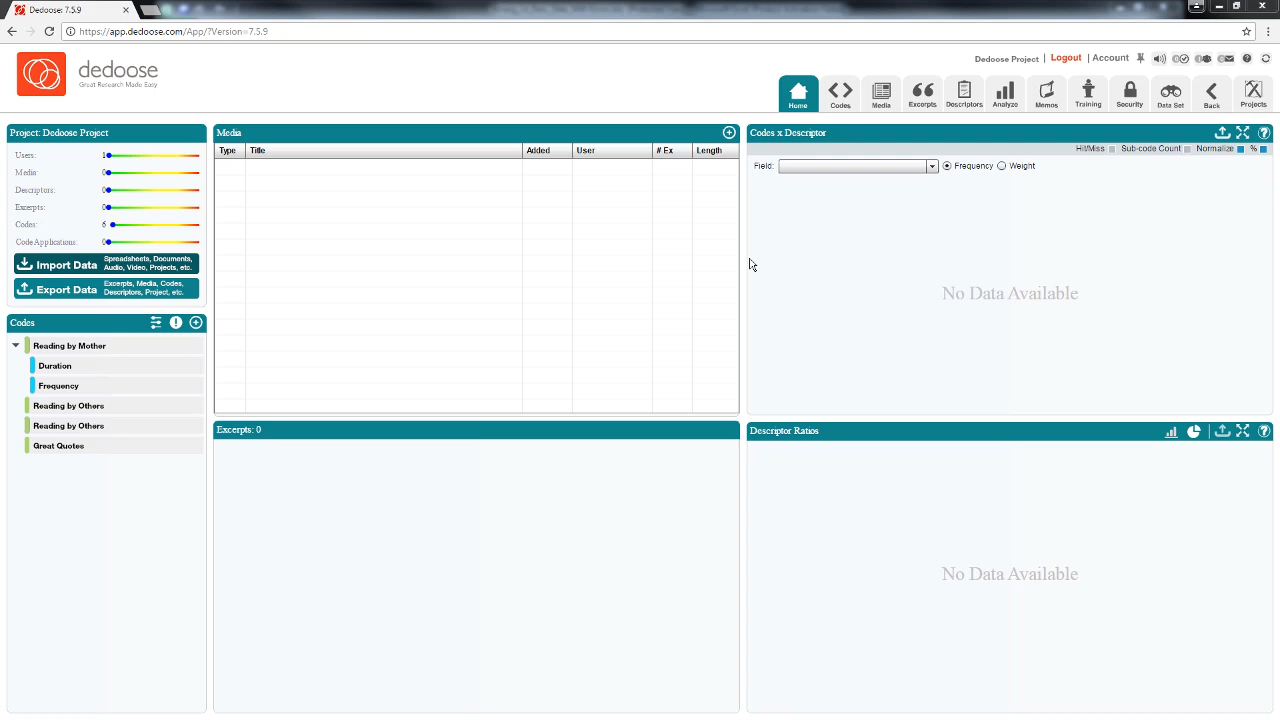 Dedoose: 7.5.9
https://app.dedoose.com/App/?Version=7.5.9
dedoose
Great Research Made Easy
Dedoose Project | Logout | Account
Home
Codes
Media
Excerpts
Descriptors
Analyze
Memos
Training
Security
Data Set
Back
Projects
Project: Dedoose Project
Users: 1
Media: 0
Descriptors: 0
Excerpts: 0
Codes: 6
Code Applications: 0
Import Data
Spreadsheets, Documents,
Audio, Video, Projects, etc.
Export Data
Excerpts, Media, Codes,
Descriptors, Project, etc.
Codes
Reading by Mother
Duration
Frequency
Reading by Others
Reading by Others
Great Quotes
Media
Type Title Added User # Ex Length
Excerpts: 0
Codes x Descriptor
Hit/Miss Sub-code Count Normalize %
Field: Frequency Weight
No Data Available
Descriptor Ratios
No Data Available